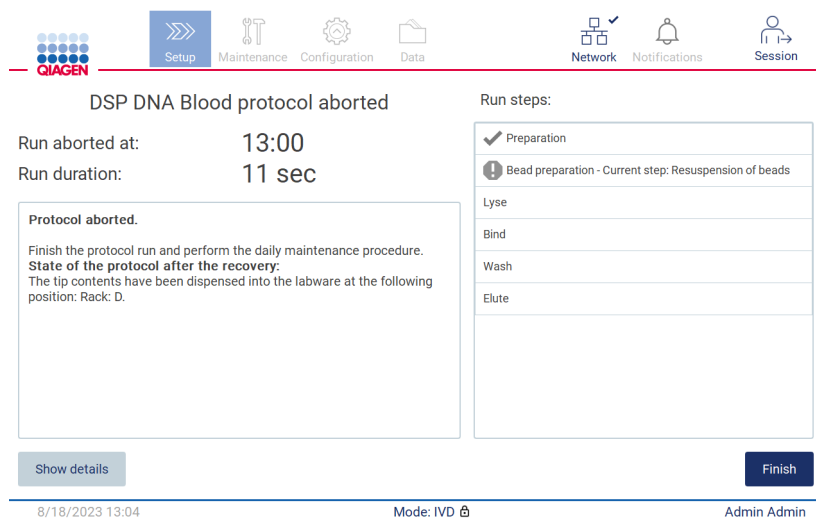 QIAGEN
Setup
Maintenance
Configuration
Data
Network
Notifications
Session
DSP DNA Blood protocol aborted
Run aborted at: 13:00
Run duration: 11 sec
Protocol aborted.
Finish the protocol run and perform the daily maintenance procedure.
State of the protocol after the recovery:
The tip contents have been dispensed into the labware at the following
position: Rack: D.
Run steps:
Preparation
Bead preparation - Current step: Resuspension of beads
Lyse
Bind
Wash
Elute
Show details
Finish
8/18/2023 13:04
Mode: IVD
Admin Admin